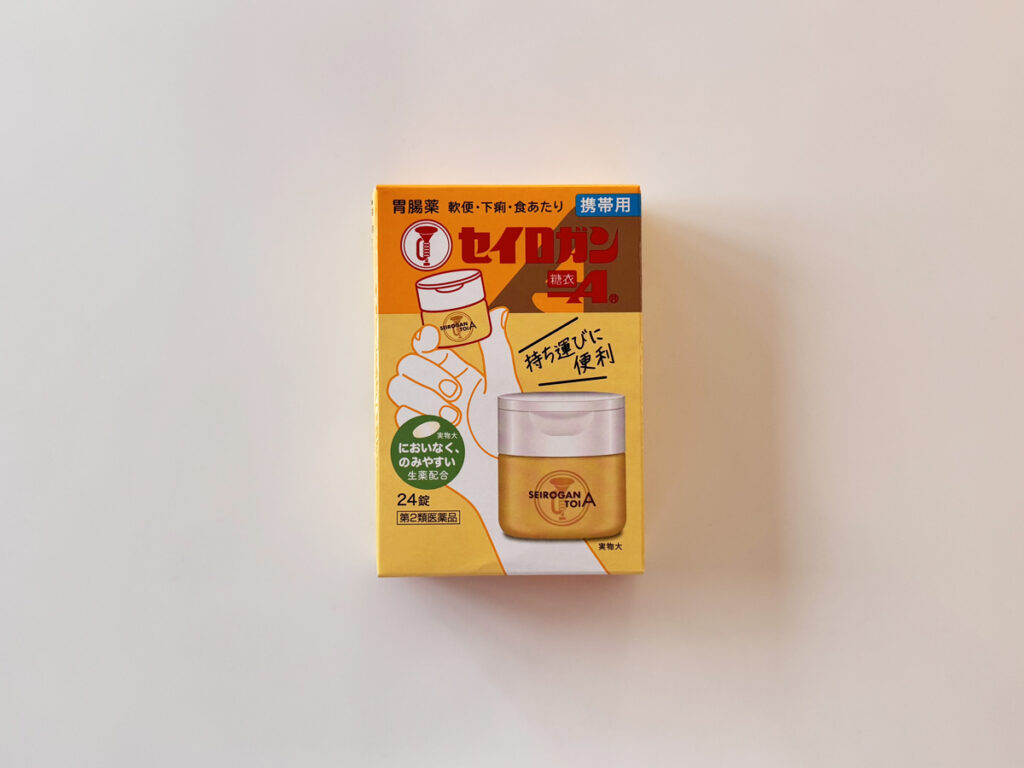 胃腸薬 軟便・下痢・食あたり 携帯用
セイロガン
糖衣
A®
SEIROGAN
TOI A
持ち運びに
便利
実物大
においなく、
のみやすい
生薬配合
SEIROGAN
TOI A
24錠
第2類医薬品
実物大